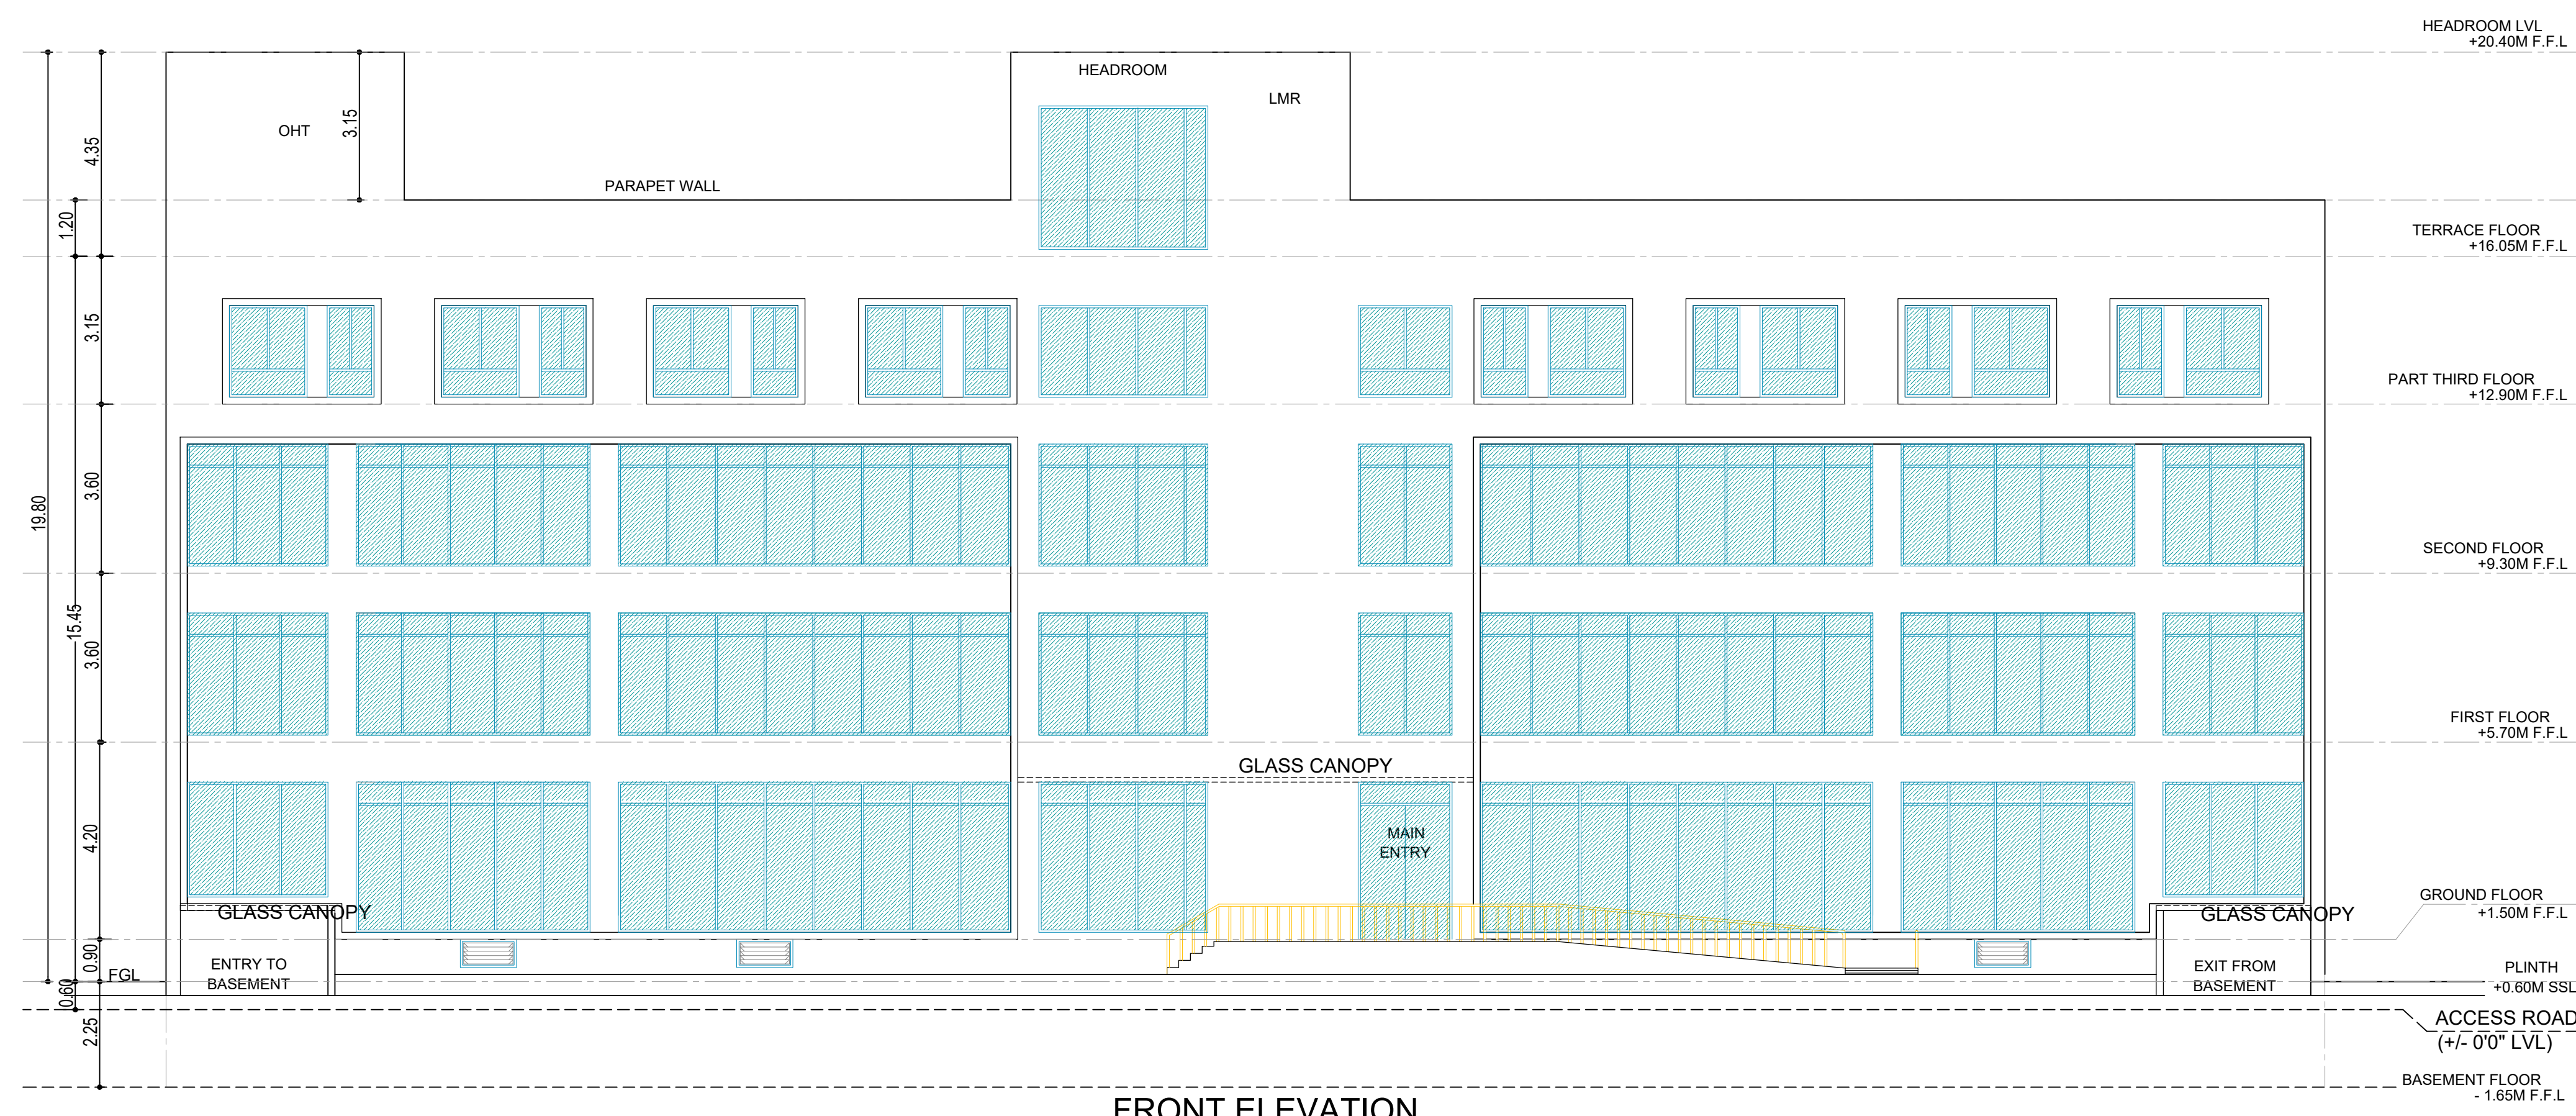 HEADROOM LVL
+20.40M F.F.L
HEADROOM
LMR
OHT
3.15
4.35
PARAPET WALL
1.20
TERRACE FLOOR
+16.05M F.F.L
3.15
PART THIRD FLOOR
+12.90M F.F.L
3.60
19.80
SECOND FLOOR
+9.30M F.F.L
15.45
3.60
FIRST FLOOR
+5.70M F.F.L
GLASS CANOPY
4.20
MAIN
ENTRY
GROUND FLOOR
+1.50M F.F.L
GLASS CANOPY
GLASS CANOPY
0.90
FGL
ENTRY TO
BASEMENT
EXIT FROM
BASEMENT
PLINTH
+0.60M SSL
0.60
2.25
ACCESS ROAD
(+/- 0'0" LVL)
BASEMENT FLOOR
- 1.65M F.F.L
FRONT ELEVATION